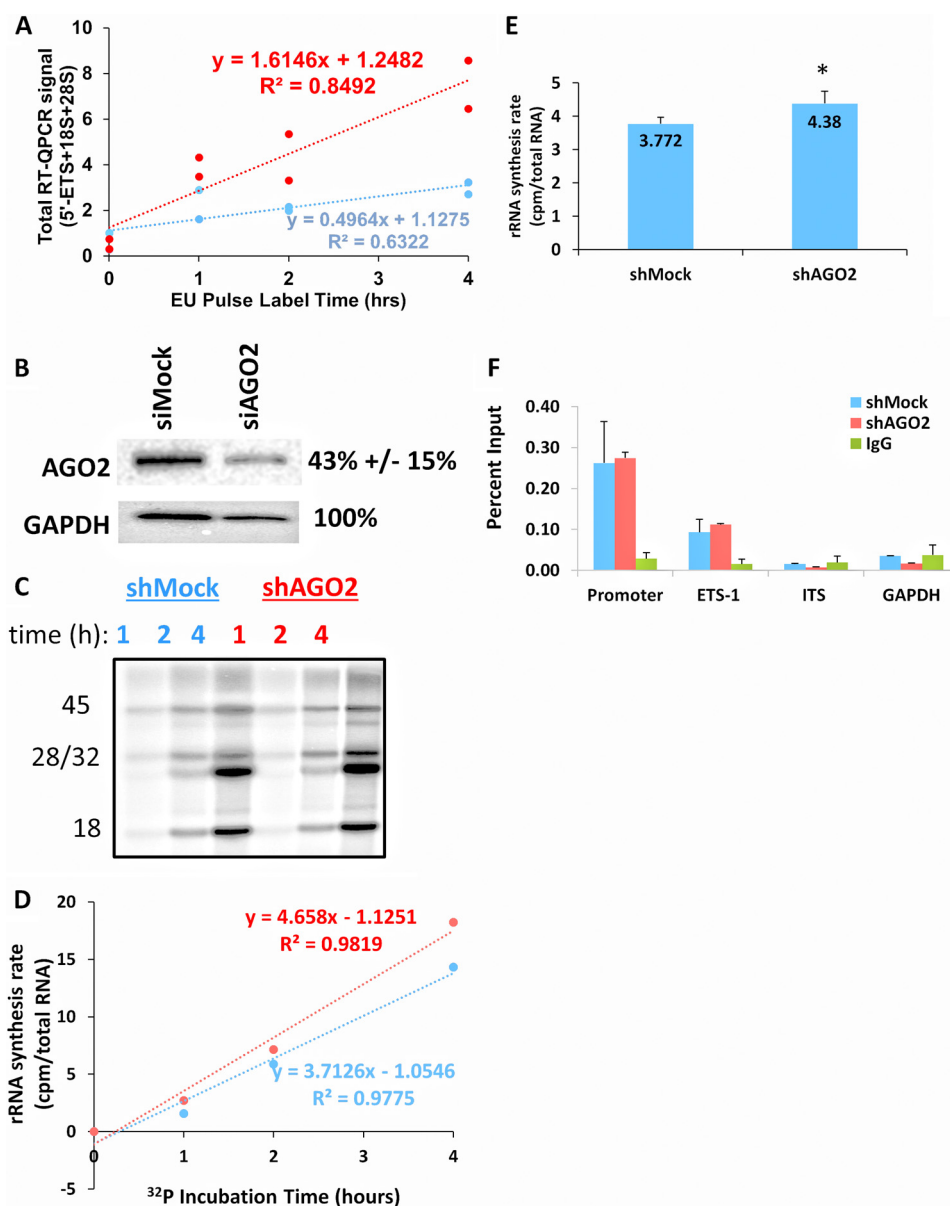 A
Total RT-QPCR signal
(5'-ETS+18S+28S)
10
8
6
4
2
0
y = 1.6146x + 1.2482
R² = 0.8492
y = 0.4964x + 1.1275
R² = 0.6322
0 1 2 3 4
EU Pulse Label Time (hrs)
B
siMock siAGO2
AGO2 43% +/- 15%
GAPDH 100%
C
shMock shAGO2
time (h): 1 2 4 1 2 4
45
28/32
18
D
rRNA synthesis rate
(cpm/total RNA)
20
15
10
5
0
-5
y = 4.658x - 1.1251
R² = 0.9819
y = 3.7126x - 1.0546
R² = 0.9775
0 1 2 3 4
³²P Incubation Time (hours)
E
rRNA synthesis rate
(cpm/total RNA)
5
4
3
2
1
0
*
3.772 4.38
shMock shAGO2
F
Percent Input
0.40
0.30
0.20
0.10
0.00
shMock
shAGO2
IgG
Promoter ETS-1 ITS GAPDH